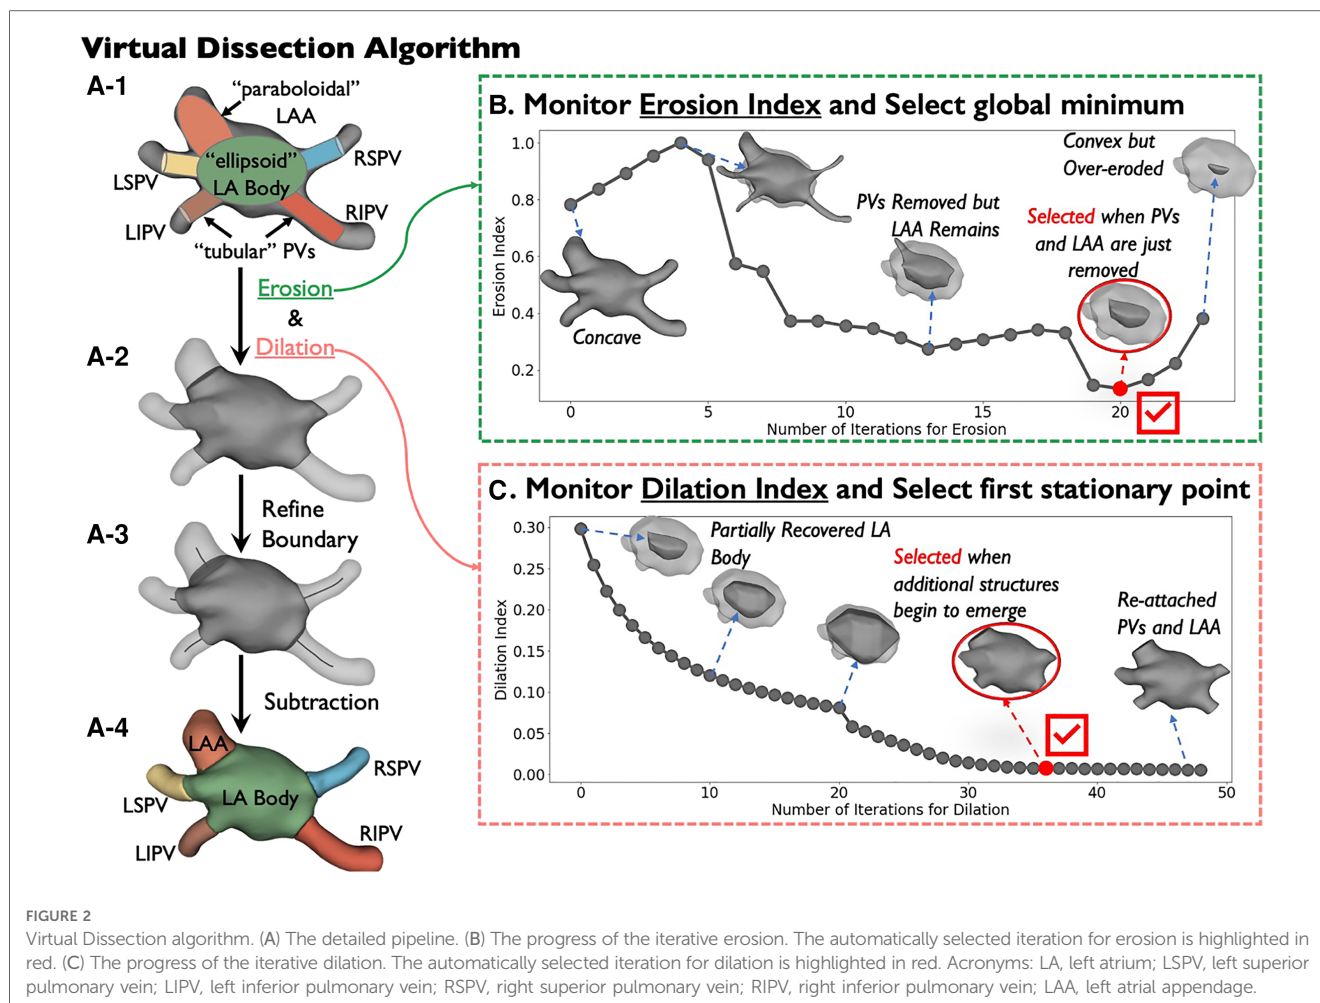 Virtual Dissection Algorithm
A-1
"paraboloidal"
LAA
"ellipsoid"
LA Body
RSPV
LSPV
LIPV
RIPV
"tubular" PVs
Erosion
&
Dilation
A-2
Refine
Boundary
A-3
Subtraction
A-4
LAA
RSPV
LSPV
LA Body
LIPV
RIPV
B. Monitor Erosion Index and Select global minimum
Erosion Index
1.0
0.8
0.6
0.4
0.2
0
5
10
15
20
Number of Iterations for Erosion
Concave
PVs Removed but
LAA Remains
Convex but
Over-eroded
Selected when PVs
and LAA are just
removed
C. Monitor Dilation Index and Select first stationary point
Dilation Index
0.30
0.25
0.20
0.15
0.10
0.05
0.00
0
10
20
30
40
50
Number of Iterations for Dilation
Partially Recovered LA
Body
Selected when
additional structures
begin to emerge
Re-attached
PVs and LAA
FIGURE 2
Virtual Dissection algorithm. (A) The detailed pipeline. (B) The progress of the iterative erosion. The automatically selected iteration for erosion is highlighted in
red. (C) The progress of the iterative dilation. The automatically selected iteration for dilation is highlighted in red. Acronyms: LA, left atrium; LSPV, left superior
pulmonary vein; LIPV, left inferior pulmonary vein; RSPV, right superior pulmonary vein; RIPV, right inferior pulmonary vein; LAA, left atrial appendage.